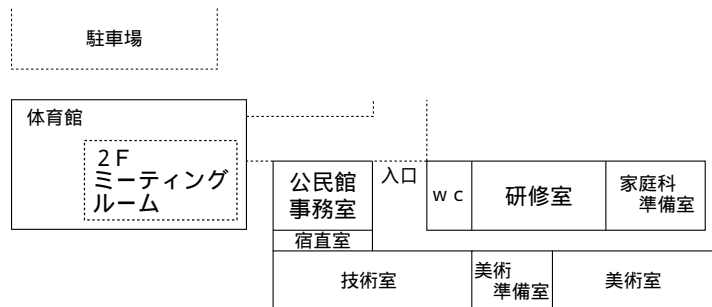 駐車場
体育館
2F
ミーティング
ルーム
公民館
事務室
入口
wc
研修室
家庭科
準備室
宿直室
技術室
美術
準備室
美術室